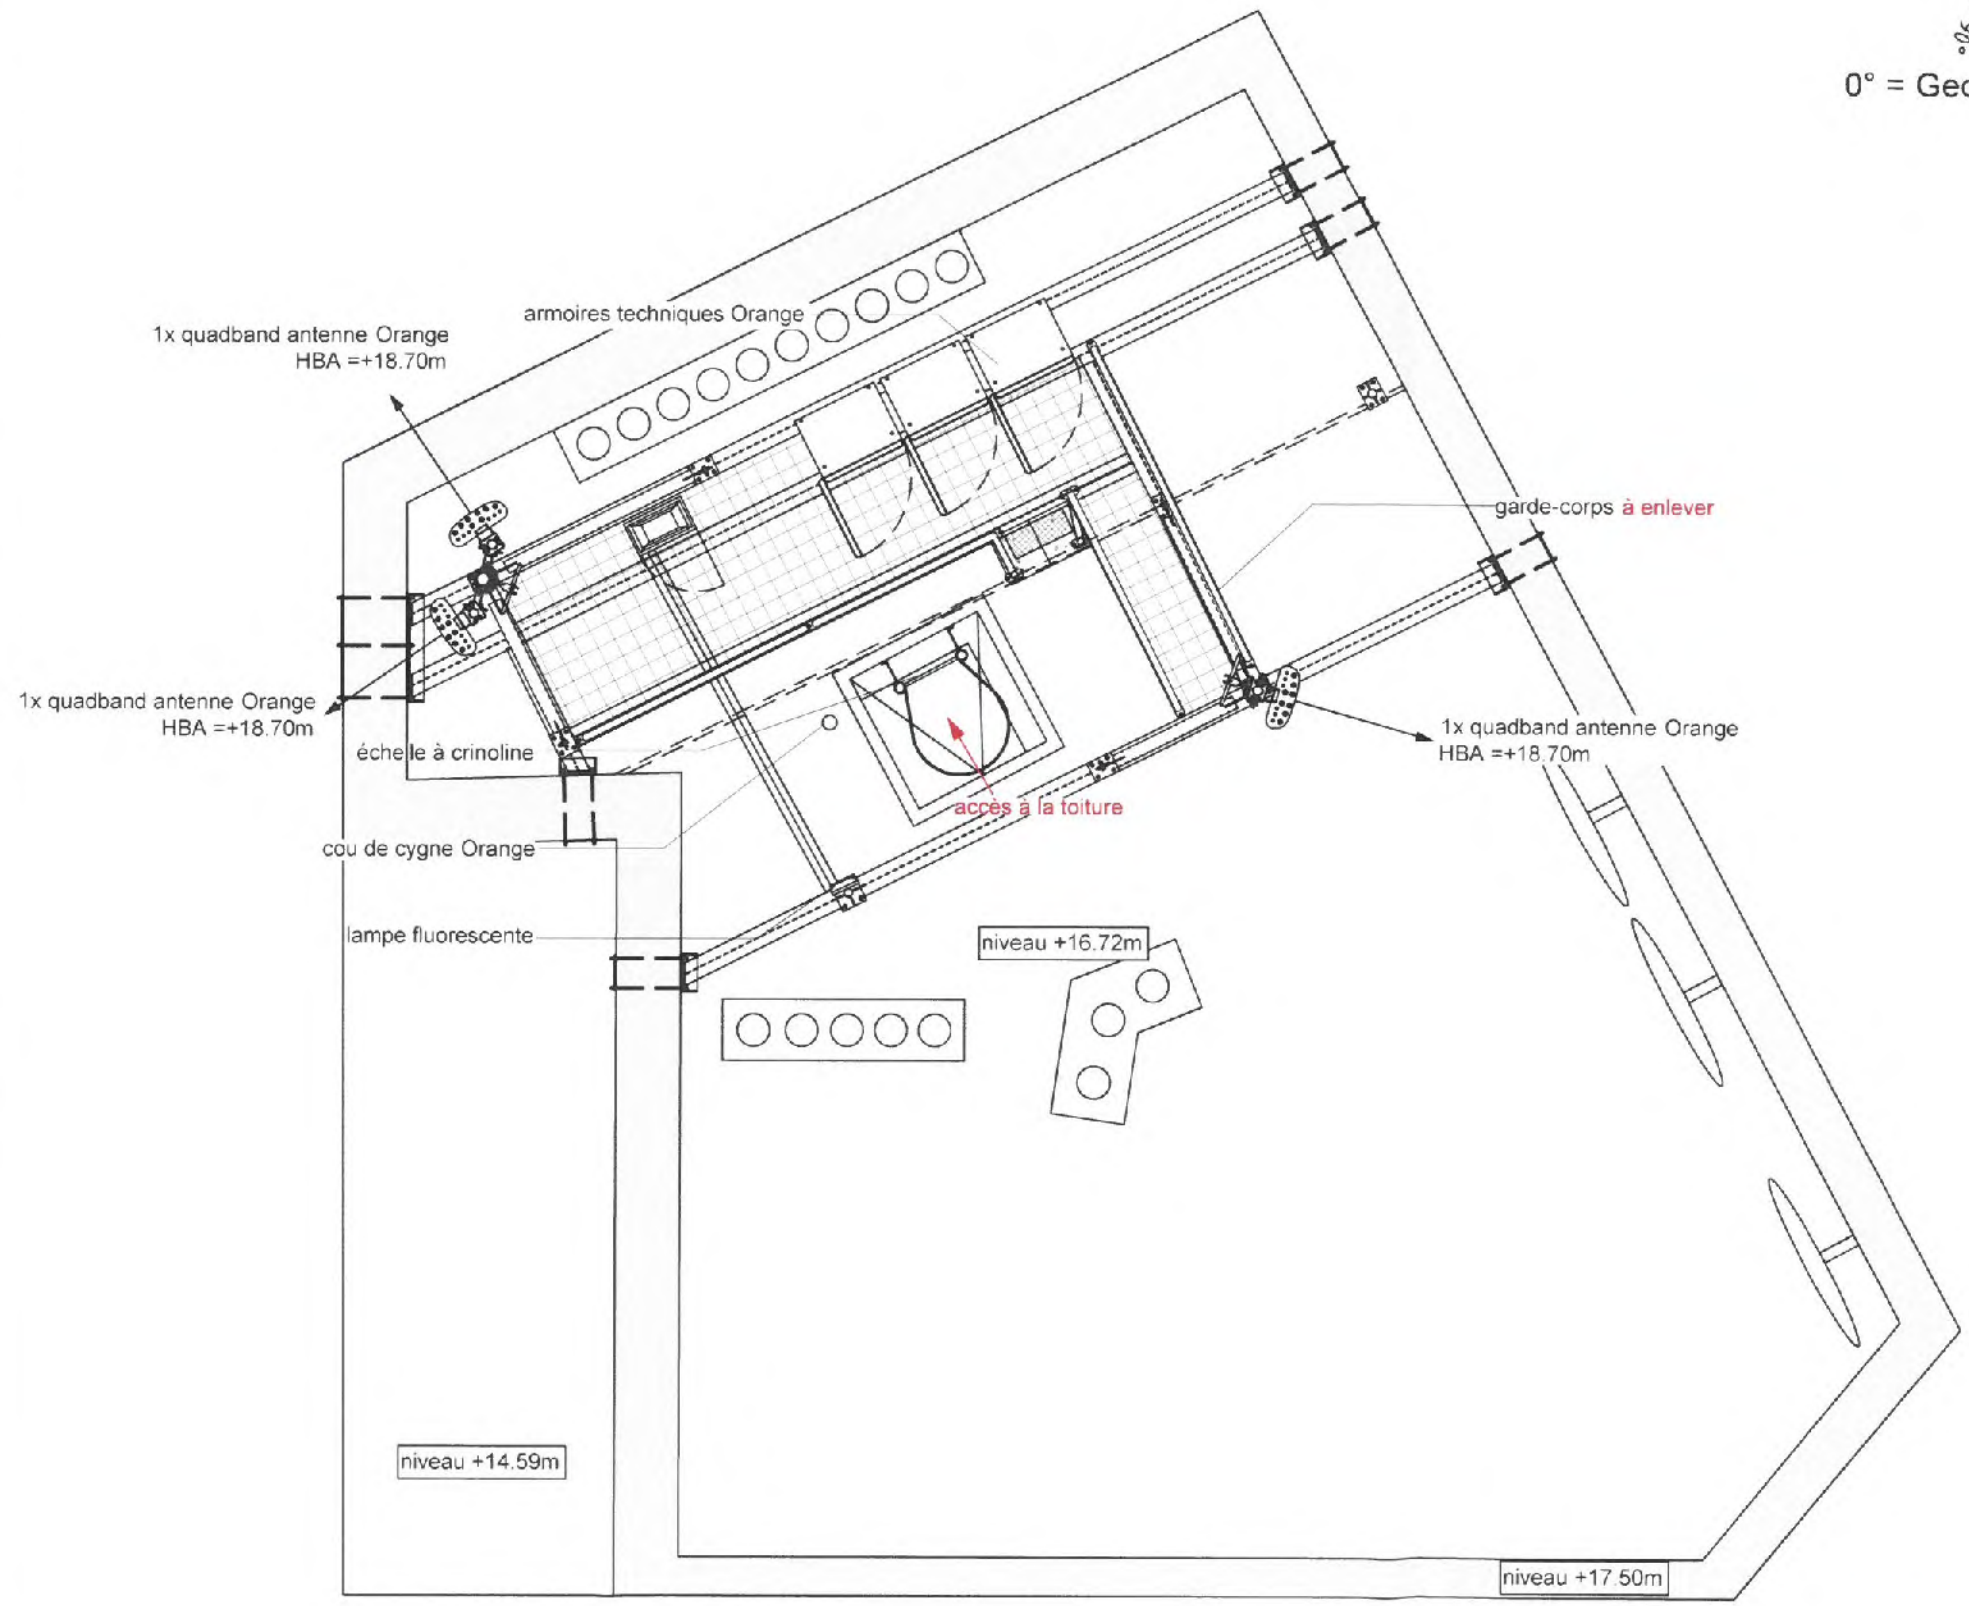 0° = Geo
armoires techniques Orange
1x quadband antenne Orange
HBA =+18.70m
garde-corps à enlever
1x quadband antenne Orange
HBA =+18.70m
1x quadband antenne Orange
HBA =+18.70m
échelle à crinoline
accès à la toiture
cou de cygne Orange
lampe fluorescente
niveau +16.72m
niveau +14.59m
niveau +17.50m